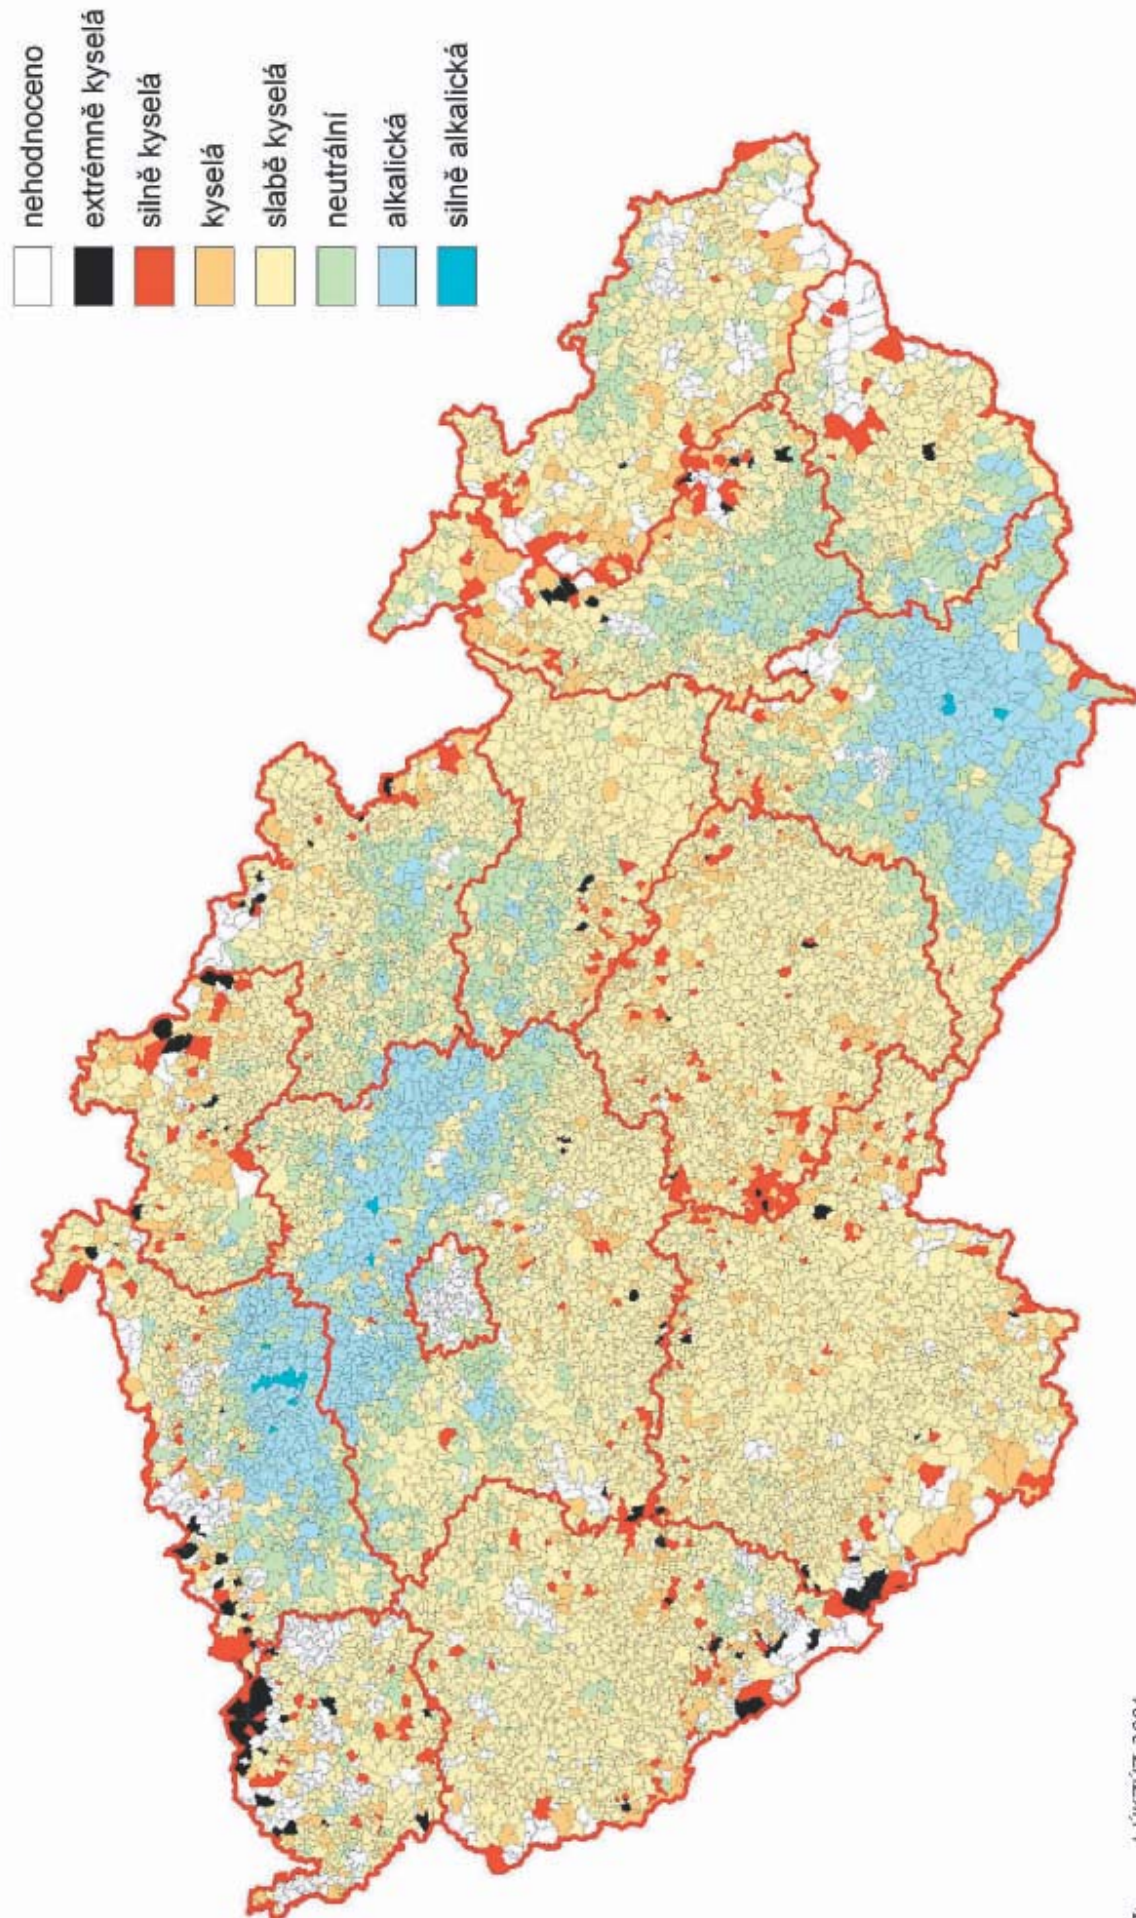 nehodnoceno
extrémně kyselá
silně kyselá
kyselá
slabě kyselá
neutrální
alkalická
silně alkalická